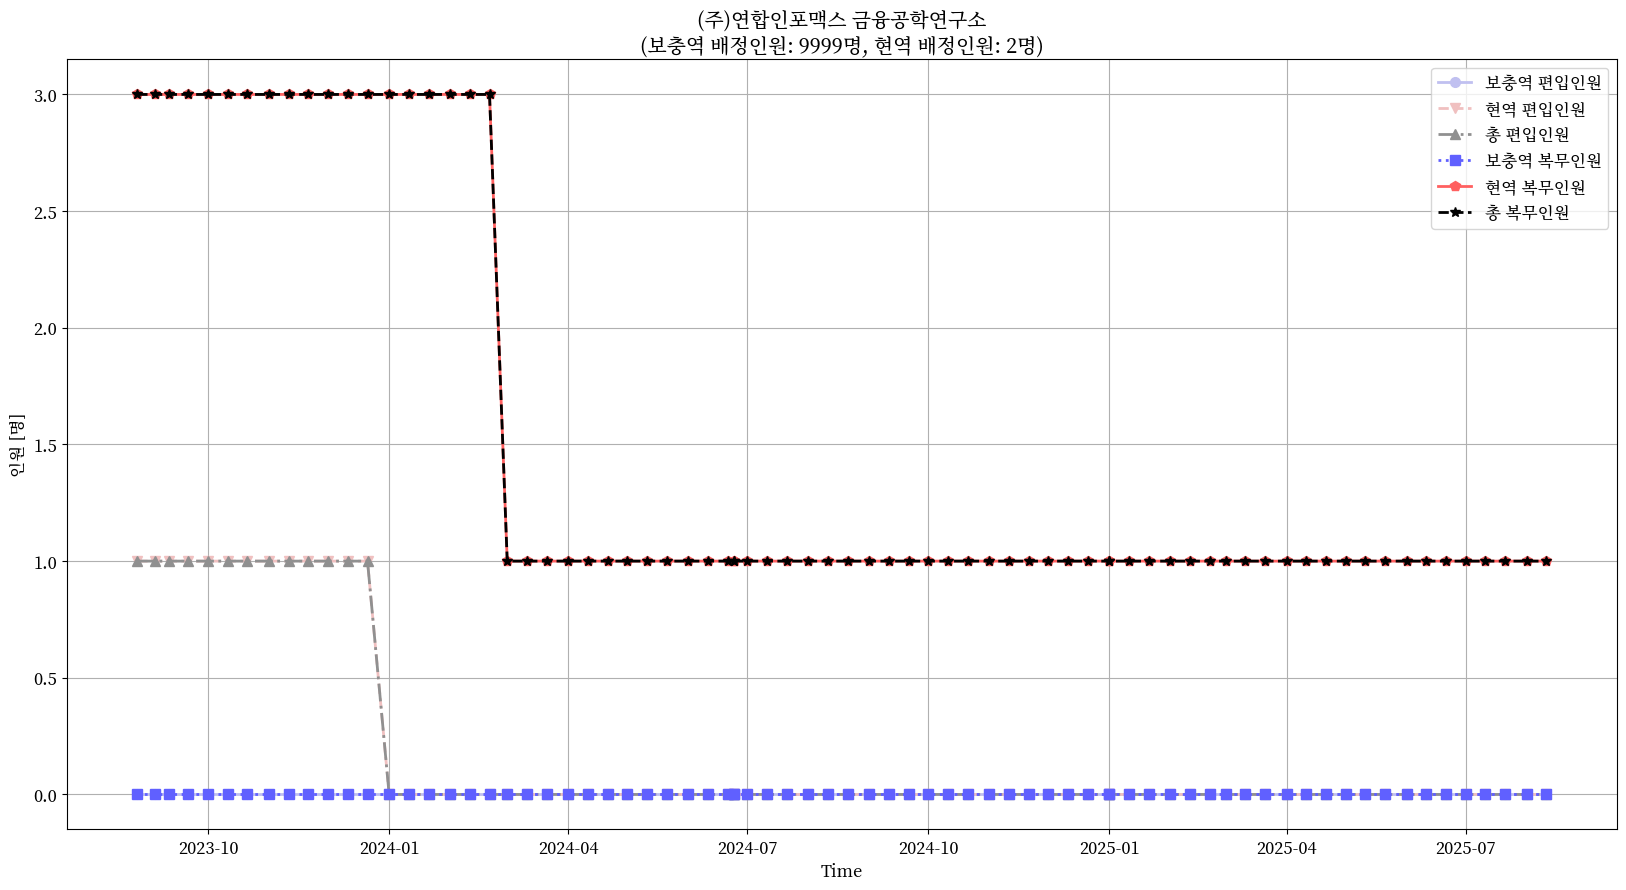 (주)연합인포맥스 금융공학연구소
(보충역 배정인원: 9999명, 현역 배정인원: 2명)
보충역 편입인원
현역 편입인원
총 편입인원
보충역 복무인원
현역 복무인원
총 복무인원
인원 [명]
3.0
2.5
2.0
1.5
1.0
0.5
0.0
2023-10
2024-01
2024-04
2024-07
2024-10
2025-01
2025-04
2025-07
Time